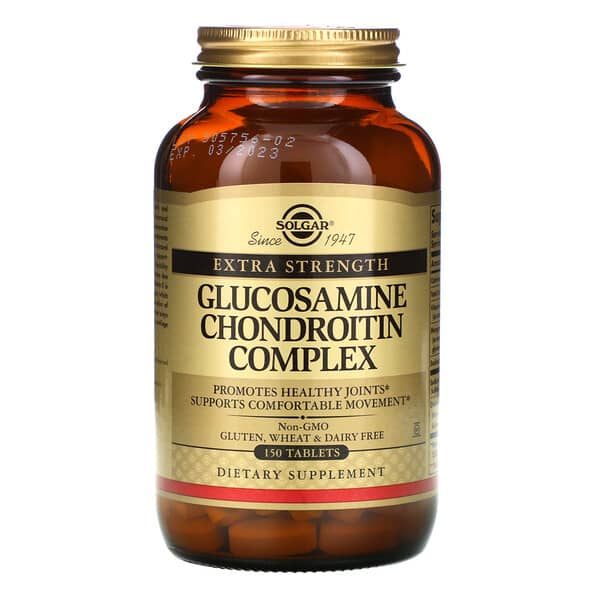 305756-02
EXP. 03/2023
SOLGAR®
Since 1947
EXTRA STRENGTH
GLUCOSAMINE
CHONDROITIN
COMPLEX
PROMOTES HEALTHY JOINTS*
SUPPORTS COMFORTABLE MOVEMENT*
Non-GMO
GLUTEN, WHEAT & DAIRY FREE
150 TABLETS
DIETARY SUPPLEMENT